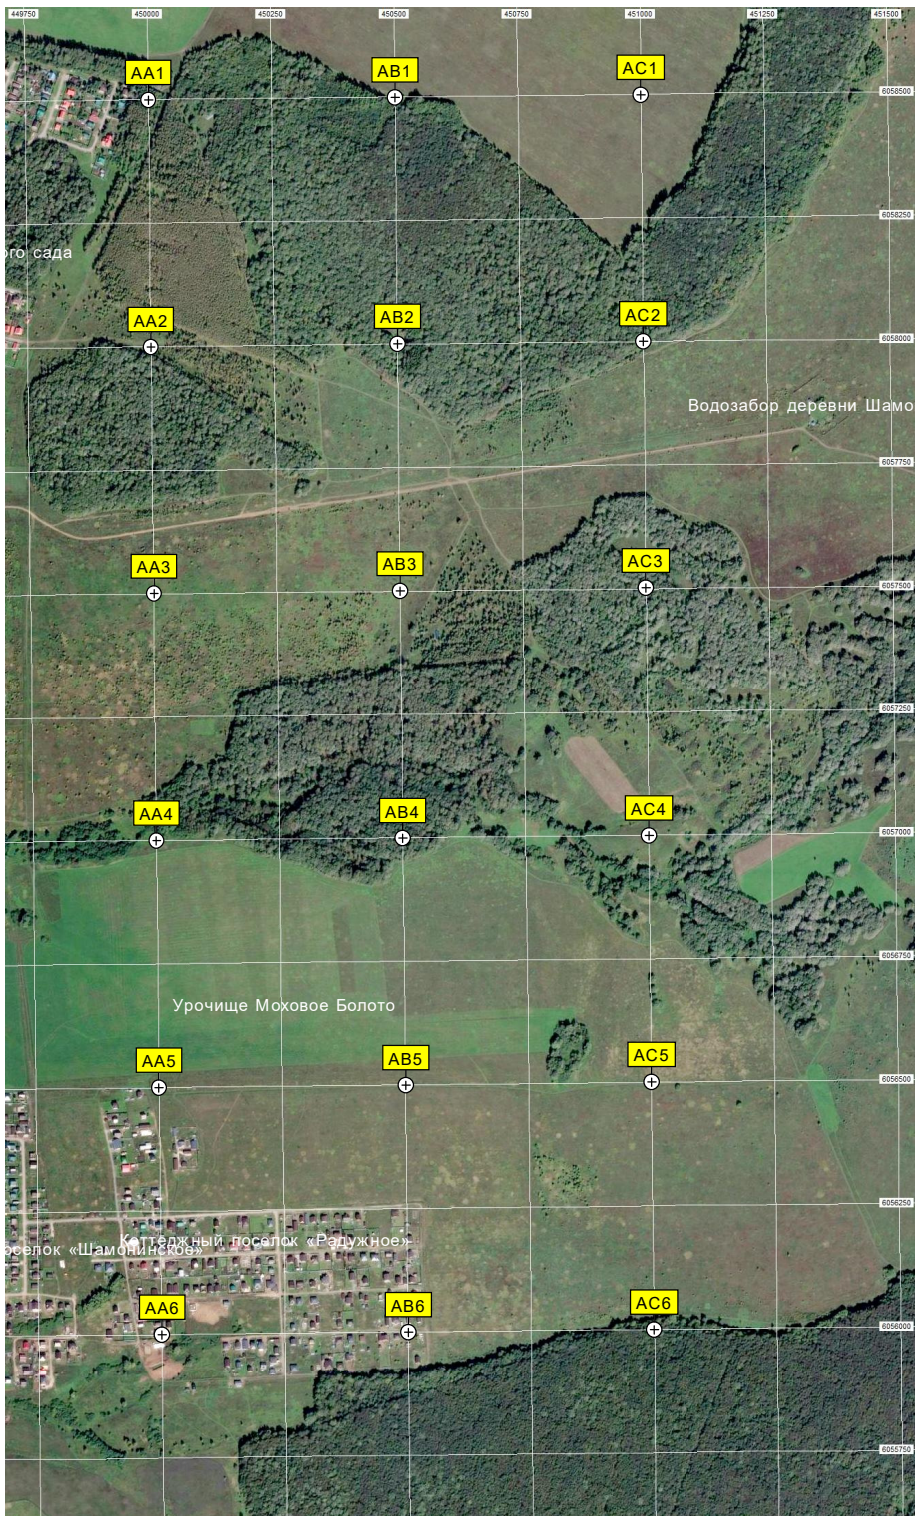 449750 450000 450250 450500 450750 451000 451250 451500
AA1 AB1 AC1
6058500
6058250
ого сада
AA2 AB2 AC2
6058000
Водозабор деревни Шамо
6057750
AA3 AB3 AC3
6057500
6057250
AA4 AB4 AC4
6057000
6056750
Урочище Моховое Болото
AA5 AB5 AC5
6056500
6056250
Коттеджный поселок «Радужное»
оселок «Шамонинское»
AA6 AB6 AC6
6056000
6055750